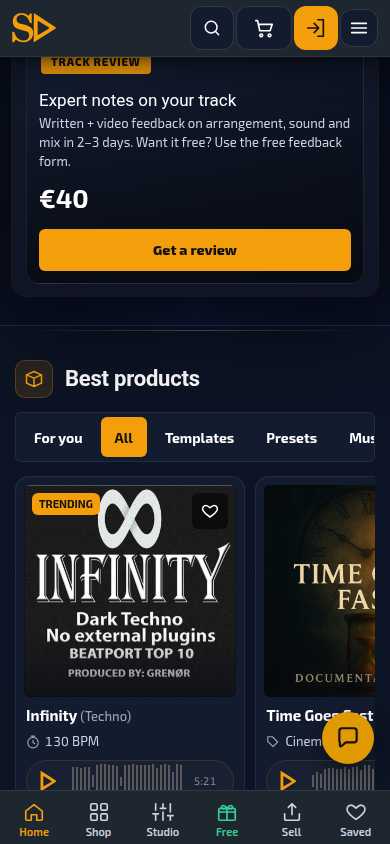 TRACK REVIEW
Expert notes on your track
Written + video feedback on arrangement, sound and
mix in 2–3 days. Want it free? Use the free feedback
form.
€40
Get a review
Best products
For you
All
Templates
Presets
TRENDING
INFINITY
Dark Techno
No external plugins
BEATPORT TOP 10
PRODUCED BY: GRENØR
Infinity (Techno)
130 BPM
5:21
TIME
Time Goes
Home
Shop
Studio
Free
Sell
Saved